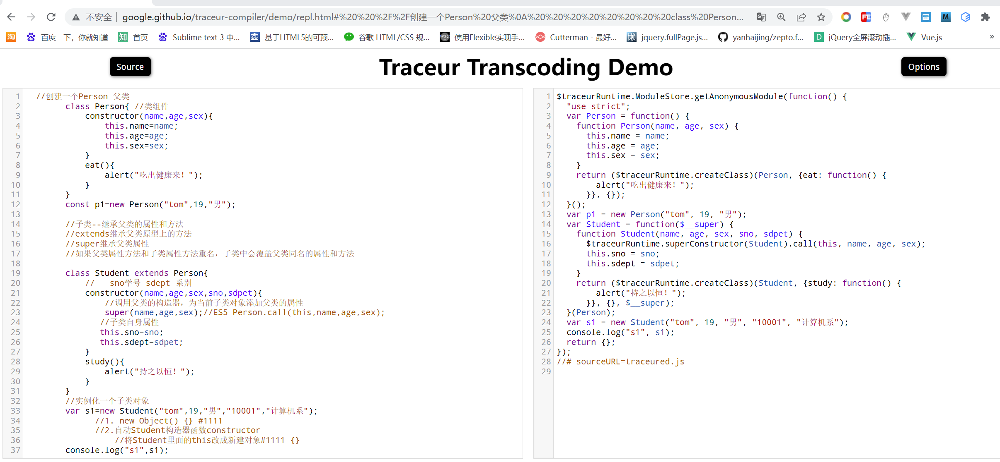 不安全 google.github.io/traceur-compiler/demo/repl.html#%20%20%2F%2F创建一个Person%20父类%0A%20%20%20%20%20%20%20%20class%20Person...
百度一下，你就知道 知 首页 Sublime text 3 中... 基于HTML5的可预... 谷歌 HTML/CSS 规... 使用Flexible实现手... Cutterman - 最好... jquery.fullPage.js... yanhaijing/zepto.f... jQuery全屏滚动插... Vue.js »
Source
Traceur Transcoding Demo
Options
1 //创建一个Person 父类
2 class Person{ //类组件
3 constructor(name,age,sex){
4 this.name=name;
5 this.age=age;
6 this.sex=sex;
7 }
8 eat(){
9 alert("吃出健康来！");
10 }
11 }
12 const p1=new Person("tom",19,"男");
13
14 //子类--继承父类的属性和方法
15 //extends继承父类原型上的方法
16 //super继承父类属性
17 //如果父类属性方法和子类属性方法重名，子类中会覆盖父类同名的属性和方法
18
19 class Student extends Person{
20 // sno学号 sdept 系别
21 constructor(name,age,sex,sno,sdpet){
22 //调用父类的构造器，为当前子类对象添加父类的属性
23 super(name,age,sex);//ES5 Person.call(this,name,age,sex);
24 //子类自身属性
25 this.sno=sno;
26 this.sdept=sdpet;
27 }
28 study(){
29 alert("持之以恒！");
30 }
31 }
32 //实例化一个子类对象
33 var s1=new Student("tom",19,"男","10001","计算机系");
34 //1. new Object() {} #1111
35 //2.自动Student构造器函数constructor
36 //将Student里面的this改成新建对象#1111 {}
37 console.log("s1",s1);
1 $traceurRuntime.ModuleStore.getAnonymousModule(function() {
2 "use strict";
3 var Person = function() {
4 function Person(name, age, sex) {
5 this.name = name;
6 this.age = age;
7 this.sex = sex;
8 }
9 return ($traceurRuntime.createClass)(Person, {eat: function() {
10 alert("吃出健康来！");
11 }}, {});
12 }();
13 var p1 = new Person("tom", 19, "男");
14 var Student = function($__super) {
15 function Student(name, age, sex, sno, sdpet) {
16 $traceurRuntime.superConstructor(Student).call(this, name, age, sex);
17 this.sno = sno;
18 this.sdept = sdpet;
19 }
20 return ($traceurRuntime.createClass)(Student, {study: function() {
21 alert("持之以恒！");
22 }}, {}, $__super);
23 }(Person);
24 var s1 = new Student("tom", 19, "男", "10001", "计算机系");
25 console.log("s1", s1);
26 return {};
27 });
28 //# sourceURL=traceured.js
29